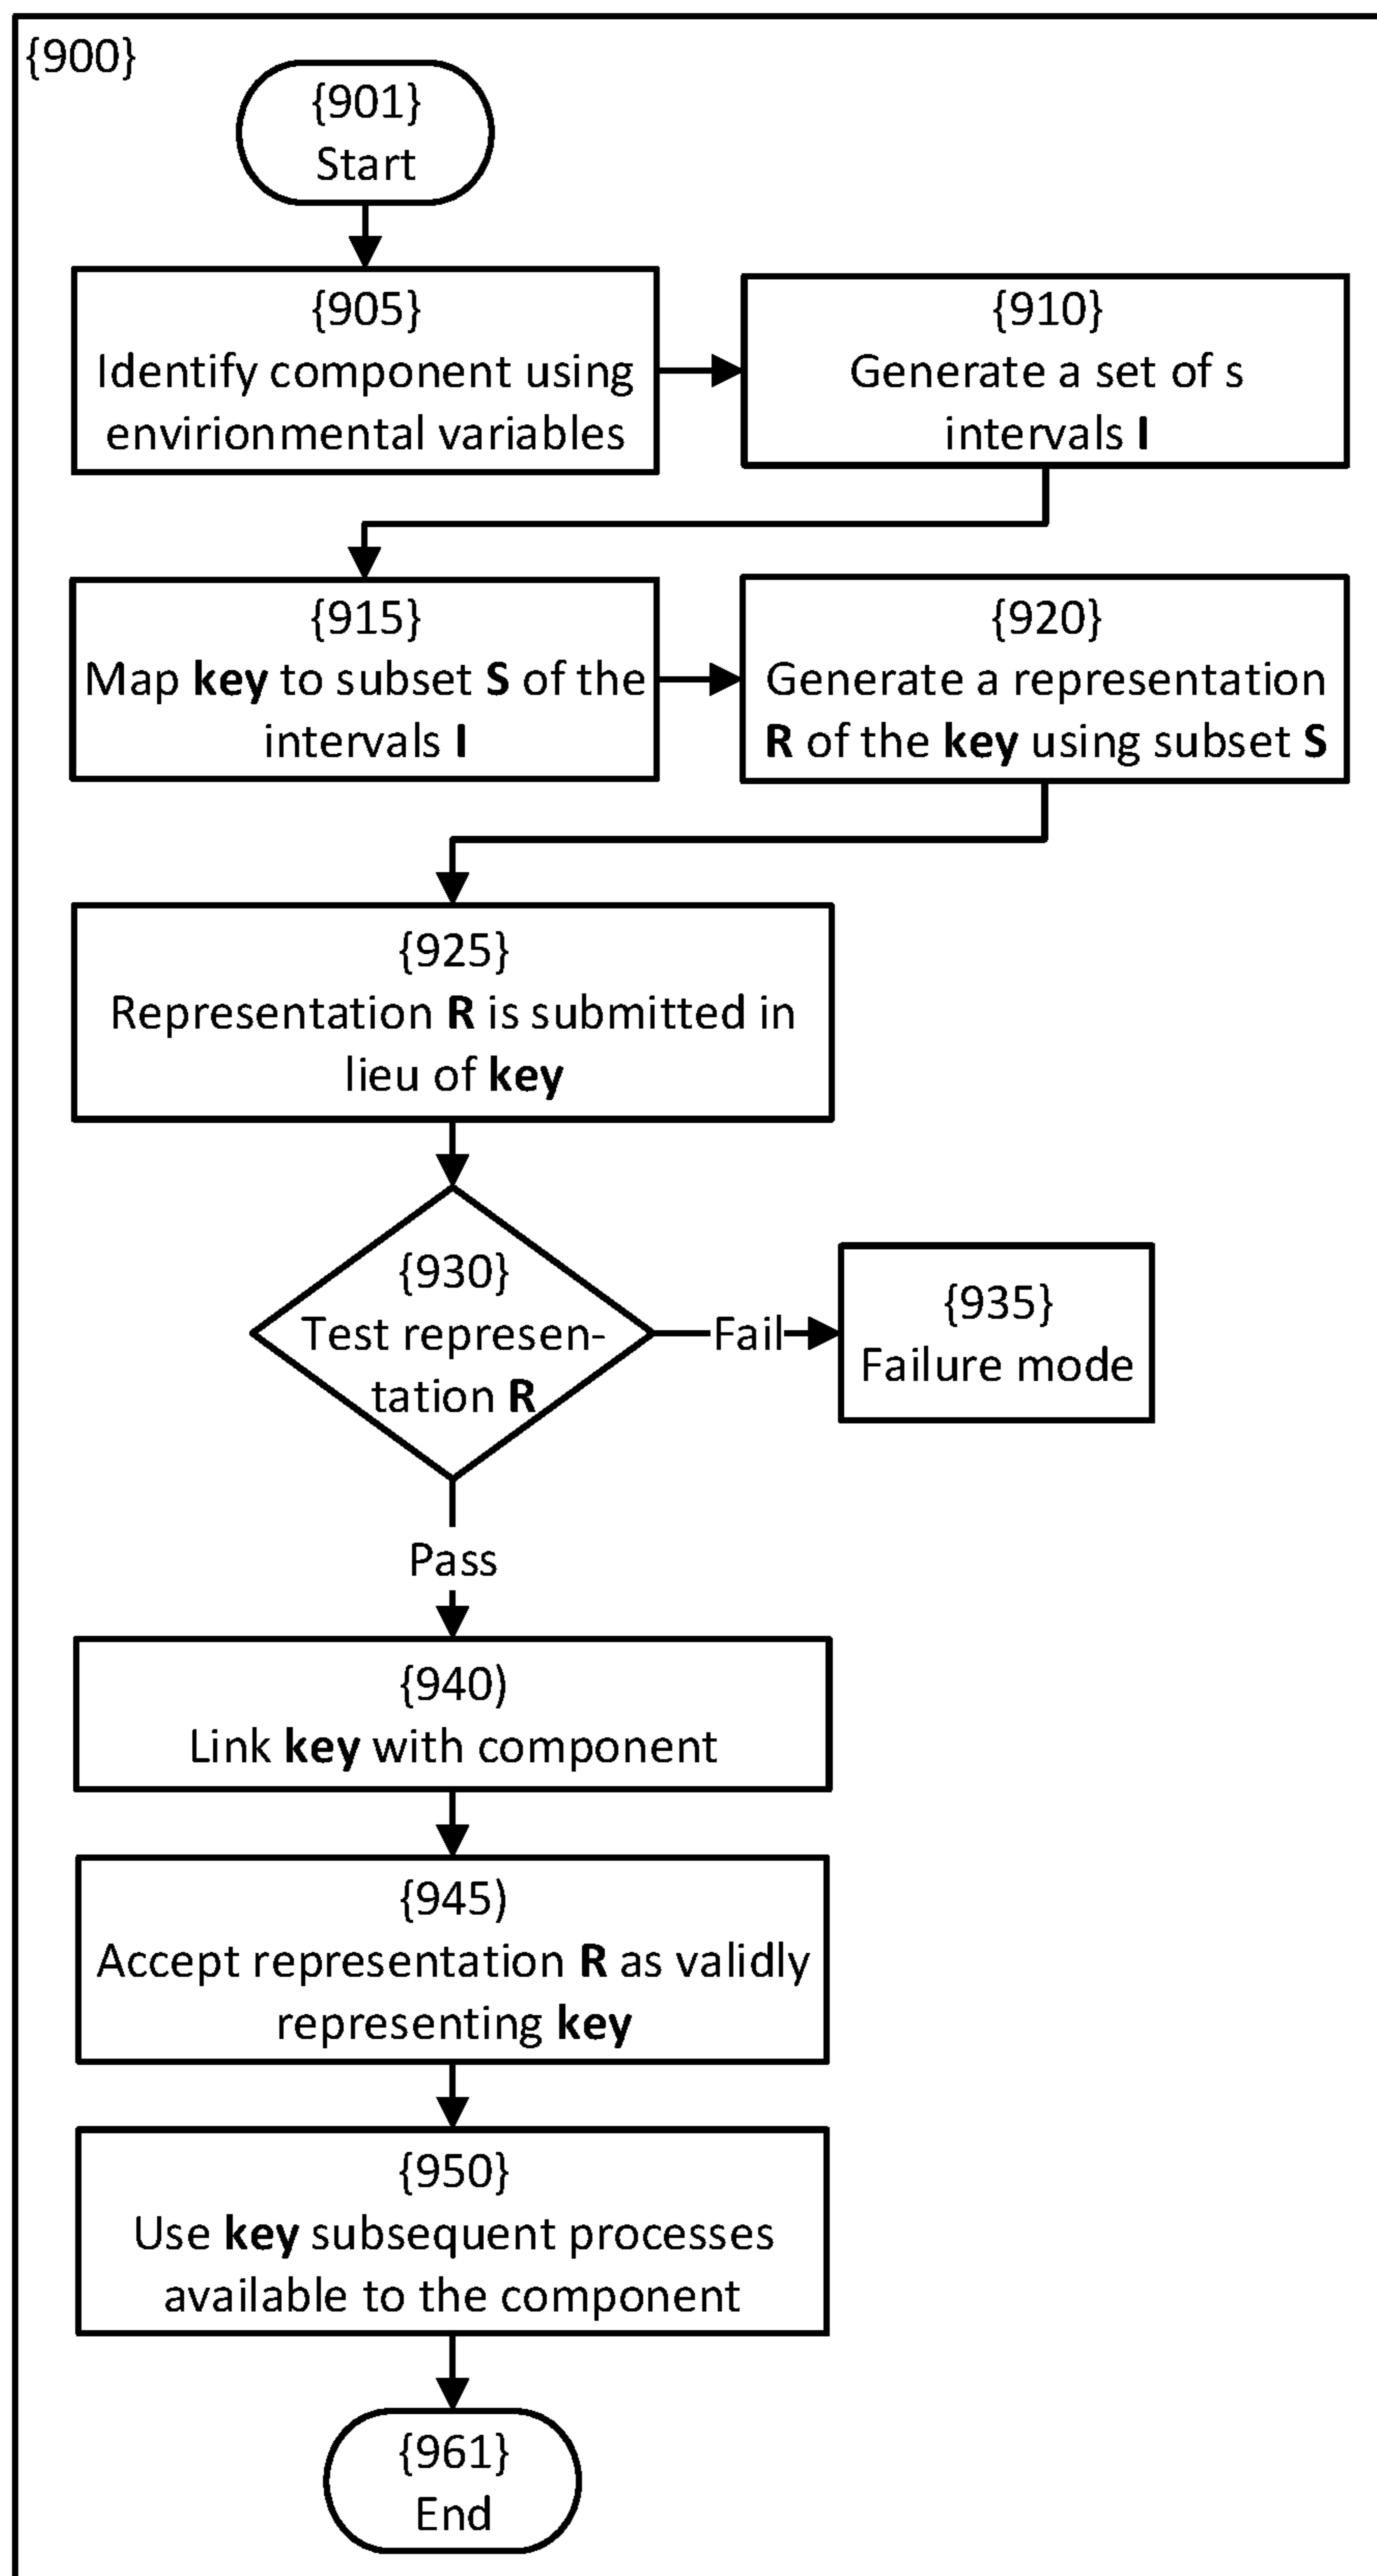 {900}
{901}
Start
{905}
Identify component using
envirionmental variables
{910}
Generate a set of s
intervals I
{915}
Map key to subset S of the
intervals I
{920}
Generate a representation
R of the key using subset S
{925}
Representation R is submitted in
lieu of key
{930}
Test represen-
tation R
Fail
{935}
Failure mode
Pass
{940)
Link key with component
{945)
Accept representation R as validly
representing key
{950}
Use key subsequent processes
available to the component
{961}
End